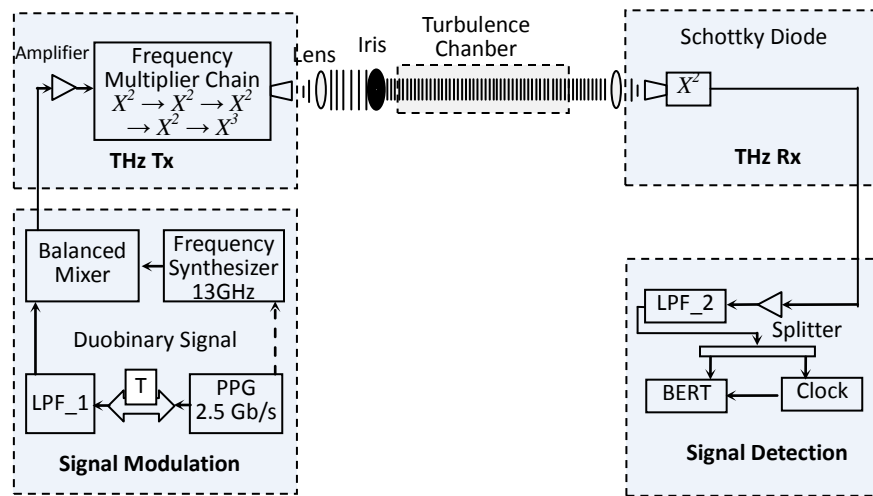 Amplifier
Frequency
Multiplier Chain
X² → X² → X²
→ X² → X³
THz Tx
Lens
Iris
Turbulence
Chanber
Schottky Diode
X²
THz Rx
Balanced
Mixer
Frequency
Synthesizer
13GHz
Duobinary Signal
LPF_1
T
PPG
2.5 Gb/s
Signal Modulation
LPF_2
Splitter
BERT
Clock
Signal Detection